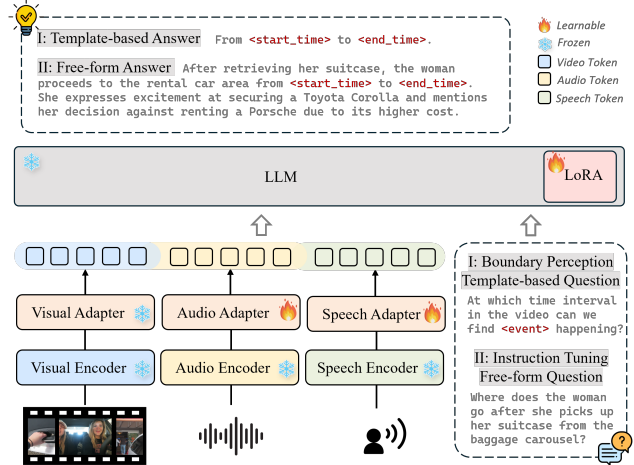 I: Template-based Answer From <start_time> to <end_time>.
II: Free-form Answer After retrieving her suitcase, the woman
proceeds to the rental car area from <start_time> to <end_time>.
She expresses excitement at securing a Toyota Corolla and mentions
her decision against renting a Porsche due to its higher cost.
Learnable
Frozen
Video Token
Audio Token
Speech Token
LLM
LoRA
Visual Adapter
Audio Adapter
Speech Adapter
Visual Encoder
Audio Encoder
Speech Encoder
I: Boundary Perception
Template-based Question
At which time interval
in the video can we
find <event> happening?
II: Instruction Tuning
Free-form Question
Where does the woman
go after she picks up
her suitcase from the
baggage carousel?
?